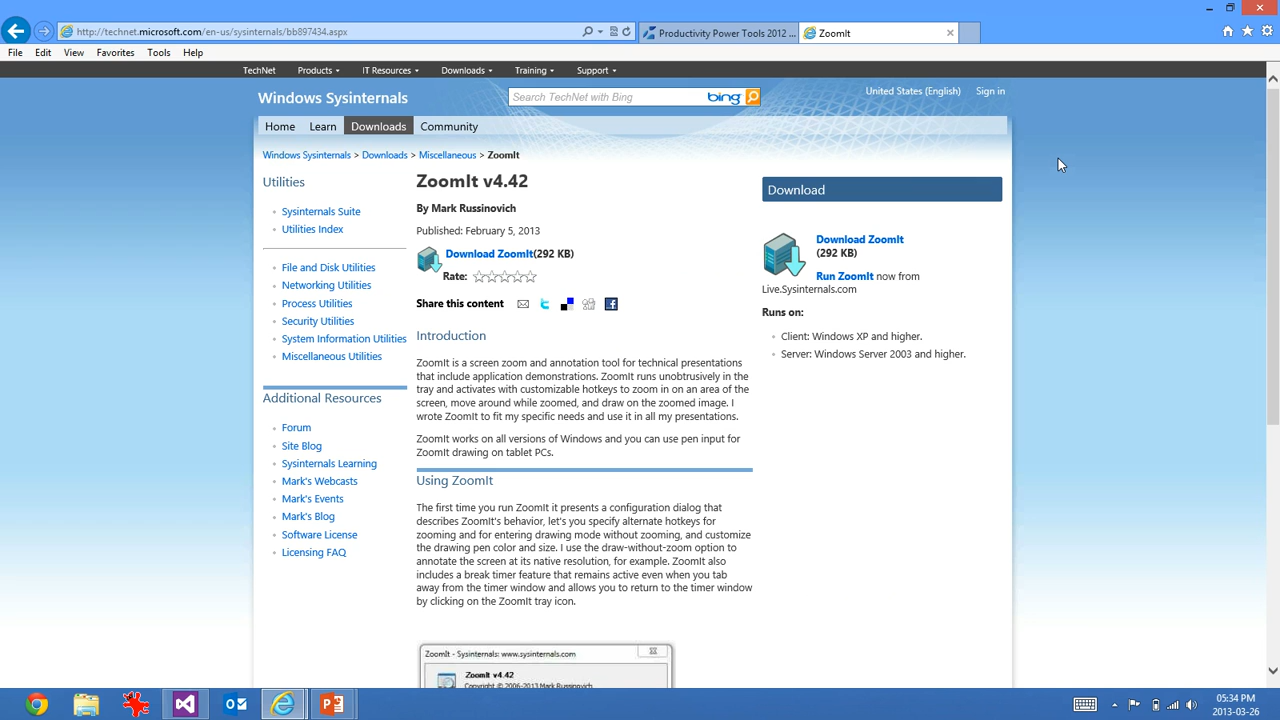 http://technet.microsoft.com/en-us/sysinternals/bb897434.aspx
Productivity Power Tools 2012 ...
ZoomIt
File Edit View Favorites Tools Help
TechNet Products IT Resources Downloads Training Support
Windows Sysinternals
Search TechNet with Bing
bing
United States (English) Sign in
Home Learn Downloads Community
Windows Sysinternals > Downloads > Miscellaneous > ZoomIt
Utilities
Sysinternals Suite
Utilities Index
File and Disk Utilities
Networking Utilities
Process Utilities
Security Utilities
System Information Utilities
Miscellaneous Utilities
Additional Resources
Forum
Site Blog
Sysinternals Learning
Mark's Webcasts
Mark's Events
Mark's Blog
Software License
Licensing FAQ
ZoomIt v4.42
By Mark Russinovich
Published: February 5, 2013
Download ZoomIt(292 KB)
Rate:
Share this content
Introduction
ZoomIt is a screen zoom and annotation tool for technical presentations
that include application demonstrations. ZoomIt runs unobtrusively in the
tray and activates with customizable hotkeys to zoom in on an area of the
screen, move around while zoomed, and draw on the zoomed image. I
wrote ZoomIt to fit my specific needs and use it in all my presentations.
ZoomIt works on all versions of Windows and you can use pen input for
ZoomIt drawing on tablet PCs.
Using ZoomIt
The first time you run ZoomIt it presents a configuration dialog that
describes ZoomIt's behavior, let's you specify alternate hotkeys for
zooming and for entering drawing mode without zooming, and customize
the drawing pen color and size. I use the draw-without-zoom option to
annotate the screen at its native resolution, for example. ZoomIt also
includes a break timer feature that remains active even when you tab
away from the timer window and allows you to return to the timer window
by clicking on the ZoomIt tray icon.
ZoomIt - Sysinternals: www.sysinternals.com
ZoomIt v4.42
Copyright © 2006-2013 Mark Russinovich
Download
Download ZoomIt
(292 KB)
Run ZoomIt now from
Live.Sysinternals.com
Runs on:
Client: Windows XP and higher.
Server: Windows Server 2003 and higher.
05:34 PM
2013-03-26